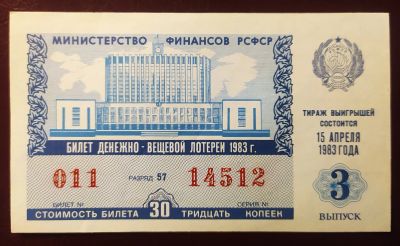 МИНИСТЕРСТВО ФИНАНСОВ РСФСР
БИЛЕТ ДЕНЕЖНО-ВЕЩЕВОЙ ЛОТЕРЕИ 1983 г.
011 РАЗРЯД 57 14512
БИЛЕТ № СЕРИЯ №
СТОИМОСТЬ БИЛЕТА 30 ТРИДЦАТЬ КОПЕЕК
ТИРАЖ ВЫИГРЫШЕЙ
СОСТОИТСЯ
15 АПРЕЛЯ
1983 ГОДА
3
ВЫПУСК